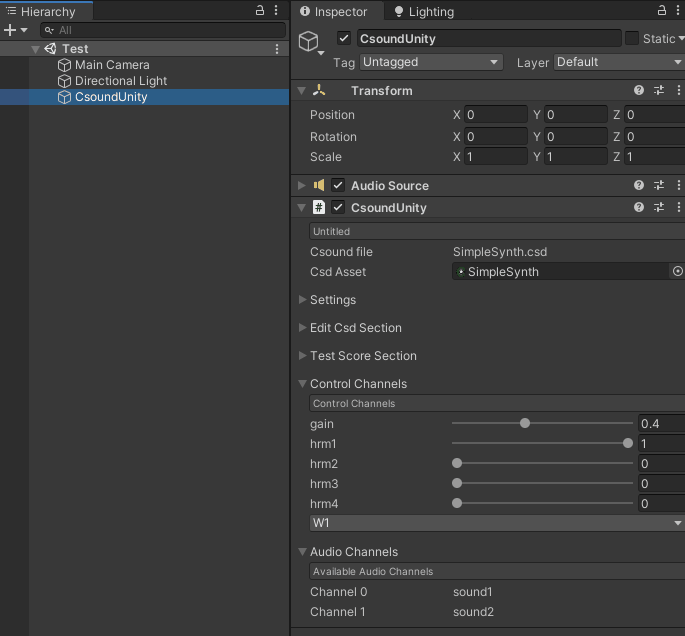 Hierarchy
All
Test
Main Camera
Directional Light
CsoundUnity
Inspector
Lighting
CsoundUnity
Static
Tag Untagged Layer Default
Transform
Position X 0 Y 0 Z 0
Rotation X 0 Y 0 Z 0
Scale X 1 Y 1 Z 1
Audio Source
# CsoundUnity
Untitled
Csound file SimpleSynth.csd
Csd Asset SimpleSynth
Settings
Edit Csd Section
Test Score Section
Control Channels
Control Channels
gain 0.4
hrm1 1
hrm2 0
hrm3 0
hrm4 0
W1
Audio Channels
Available Audio Channels
Channel 0 sound1
Channel 1 sound2